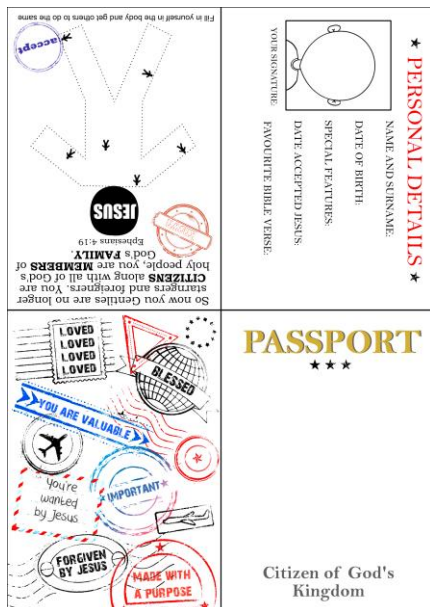 Fill in yourself in the body and get others to do the same
accept
JESUS
Ephesians 4:19
God's FAMILY.
holy people, you are MEMBERS of
CITIZENS along with all of God's
starngers and foreigners. You are
So now you Gentiles are no longer
★ PERSONAL DETAILS ★
NAME AND SURNAME:
DATE OF BIRTH:
SPECIAL FEATURES:
DATE ACCEPTED JESUS:
FAVOURITE BIBLE VERSE:
YOUR SIGNATURE:
LOVED
LOVED
LOVED
LOVED
BLESSED
YOU ARE VALUABLE
You're
wanted
by Jesus
IMPORTANT
FORGIVEN
BY JESUS
MADE WITH
A PURPOSE
PASSPORT
★ ★ ★
Citizen of God's
Kingdom